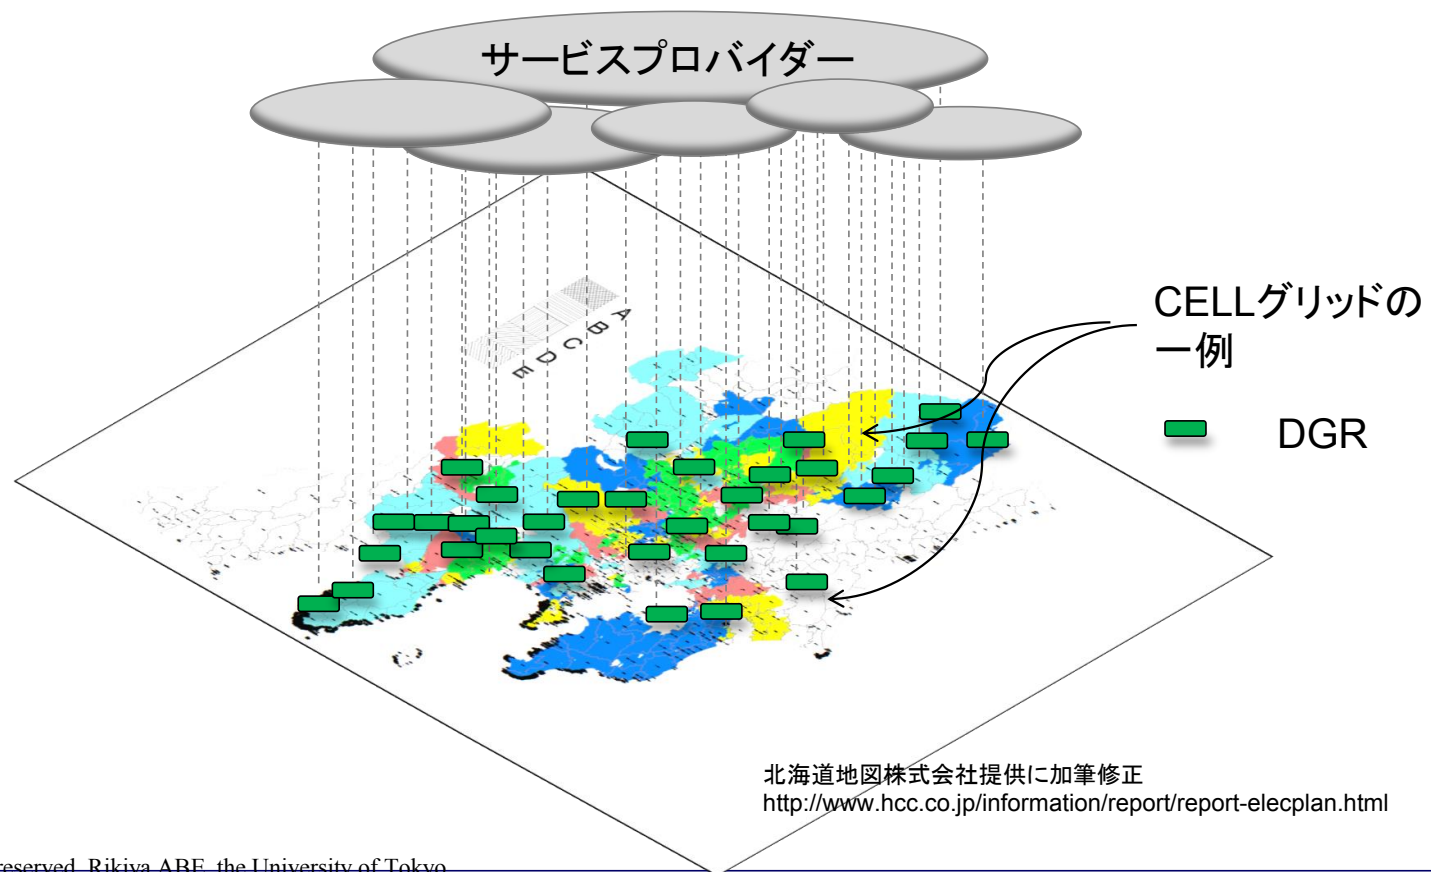 サービスプロバイダー
A
B
C
D
E
CELLグリッドの
一例
DGR
北海道地図株式会社提供に加筆修正
http://www.hcc.co.jp/information/report/report-elecplan.html
reserved. Rikiya ABE, the University of Tokyo